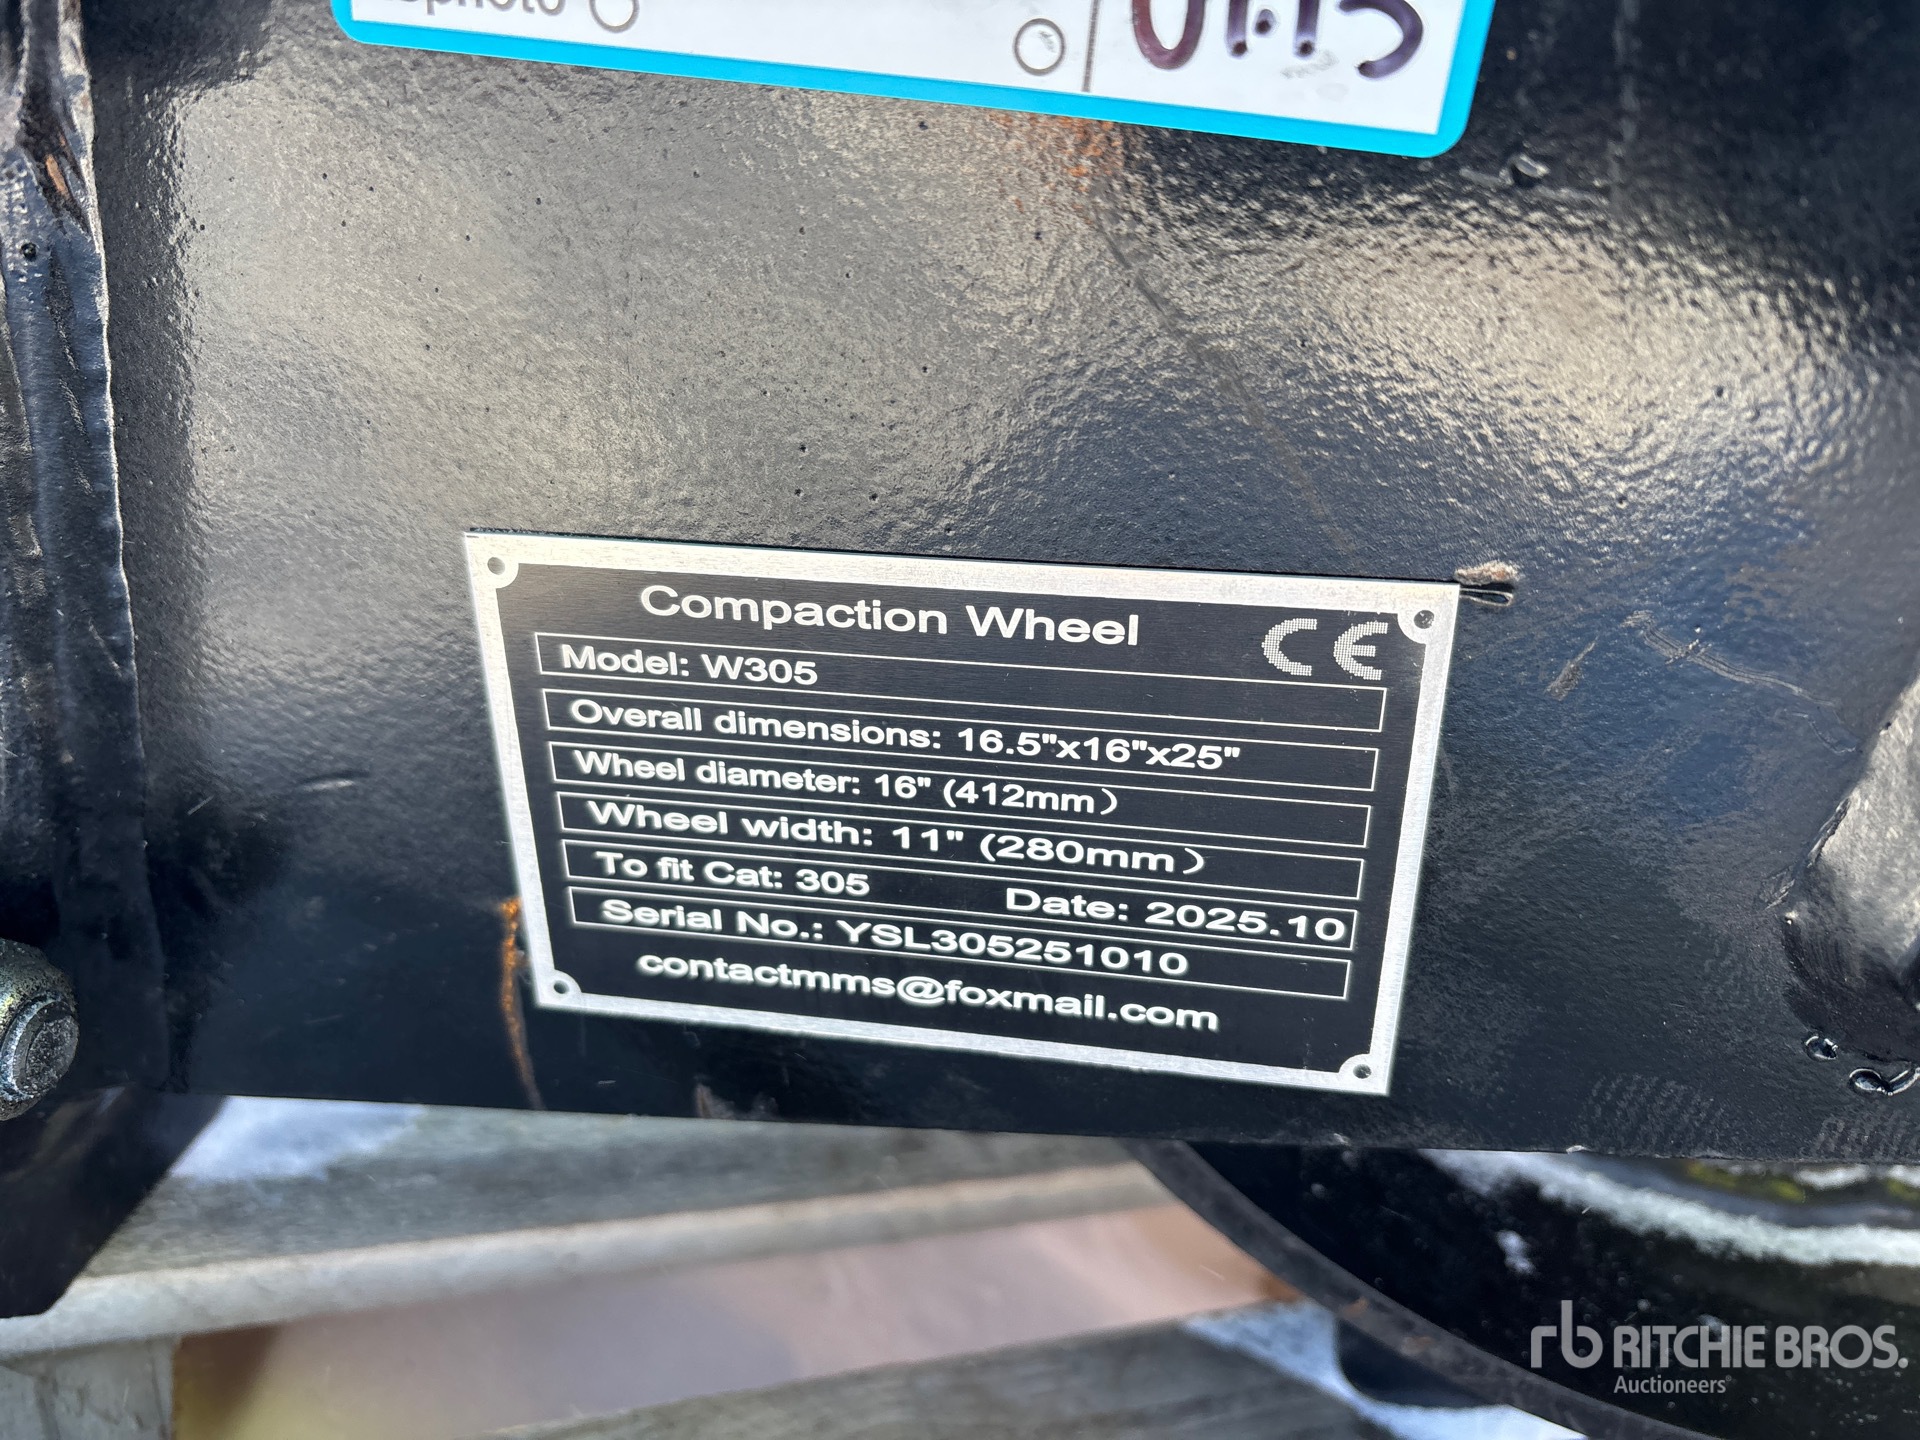 Compaction Wheel
CE
Model: W305
Overall dimensions: 16.5"x16"x25"
Wheel diameter: 16" (412mm)
Wheel width: 11" (280mm)
To fit Cat: 305 Date: 2025.10
Serial No.: YSL305251010
contactmms@foxmail.com
rb RITCHIE BROS.
Auctioneers